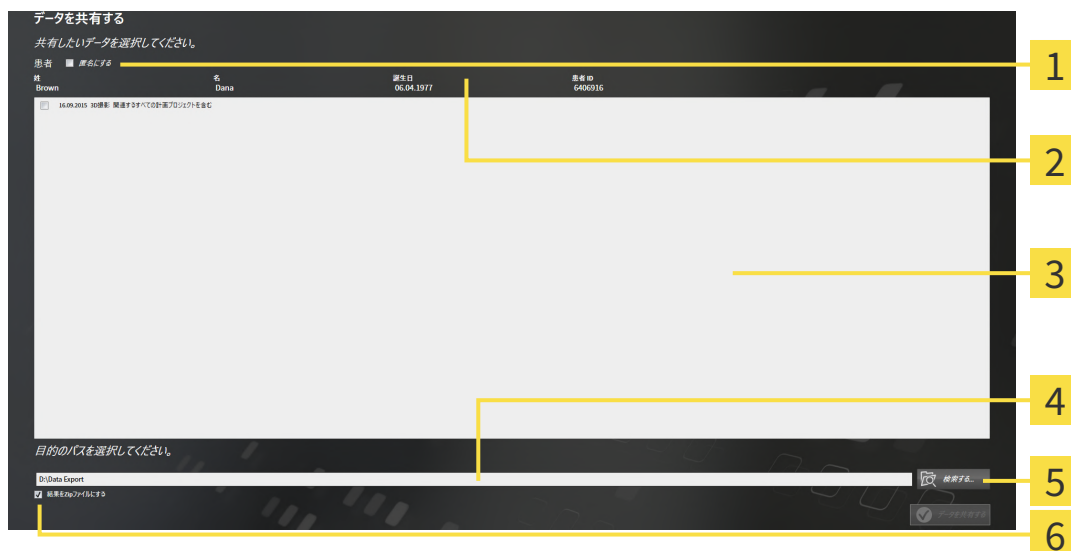 データを共有する
共有したいデータを選択してください。
患者 匿名にする
姓 名 誕生日 患者 ID
Brown Dana 06.04.1977 6406916
16.09.2015 3D撮影 関連するすべての計画プロジェクトを含む
目的のパスを選択してください。
D:\Data Export
検索する...
結果をZipファイルにする
データを共有する
1
2
3
4
5
6